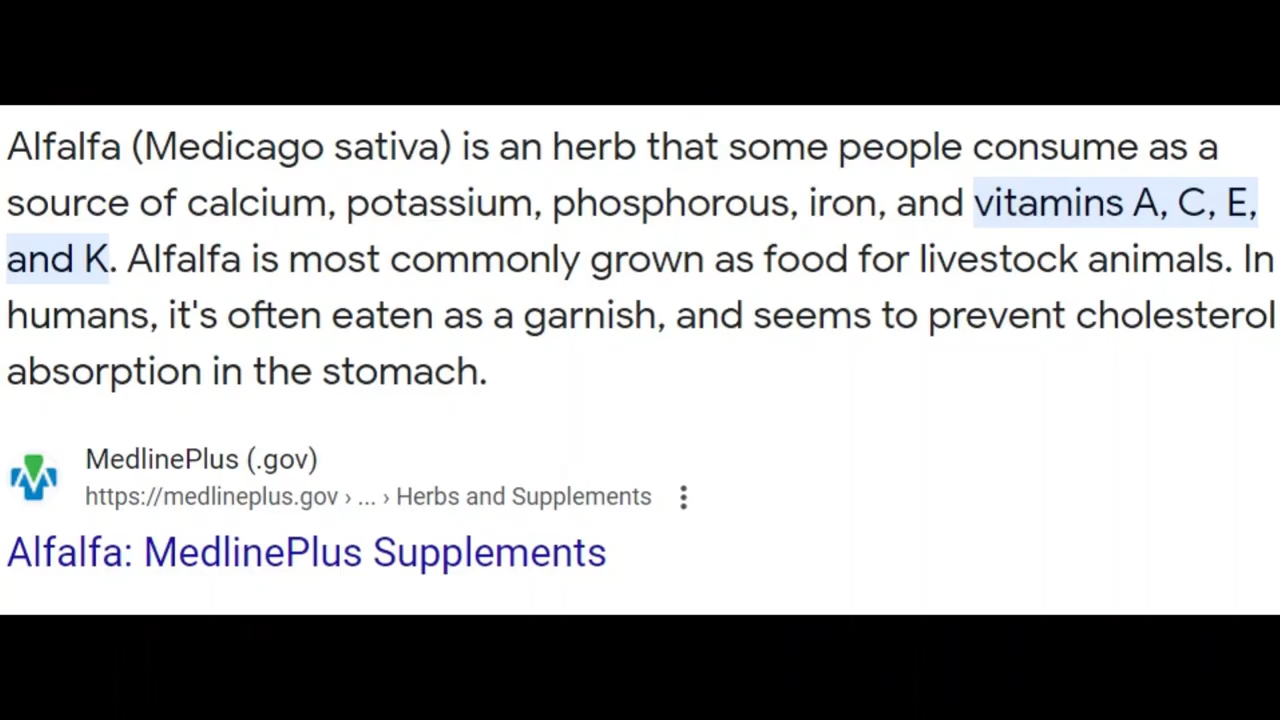 Alfalfa (Medicago sativa) is an herb that some people consume as a
source of calcium, potassium, phosphorous, iron, and vitamins A, C, E,
and K. Alfalfa is most commonly grown as food for livestock animals. In
humans, it's often eaten as a garnish, and seems to prevent cholesterol
absorption in the stomach.
MedlinePlus (.gov)
https://medlineplus.gov › ... › Herbs and Supplements
Alfalfa: MedlinePlus Supplements